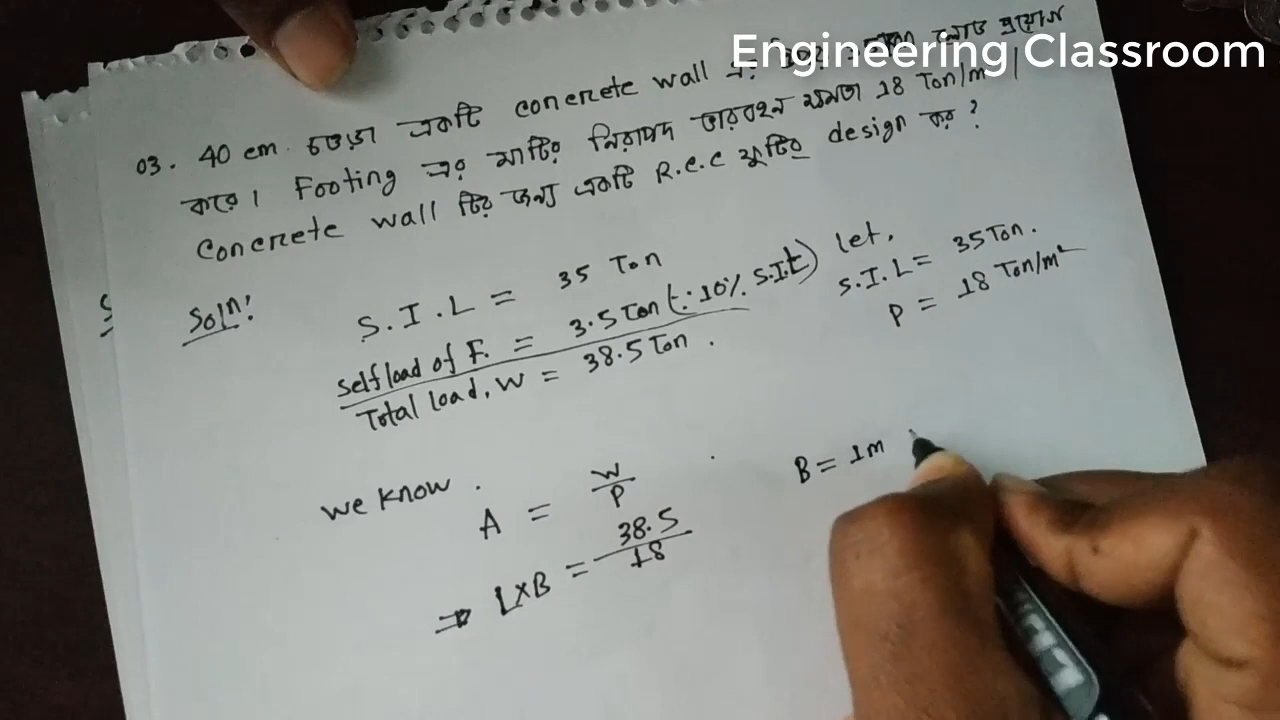 Engineering Classroom
03. 40 cm. চওড়া একটি concrete wall এর লোড প্রয়োগ
করে। Footing এর মাটির নিরাপদ ভারবহন ক্ষমতা 18 Ton/m² |
Concrete wall টির জন্য একটি R.C.C ফুটিং design কর ?
Soln:
S.I.L = 35 Ton
Self load of F. = 3.5 Ton (∵ 10% S.I.L)
Total load, W = 38.5 Ton .
let,
S.I.L = 35 Ton.
P = 18 Ton/m²
we know .
A = W/P
B = 1m
⇒ L×B = 38.5/18